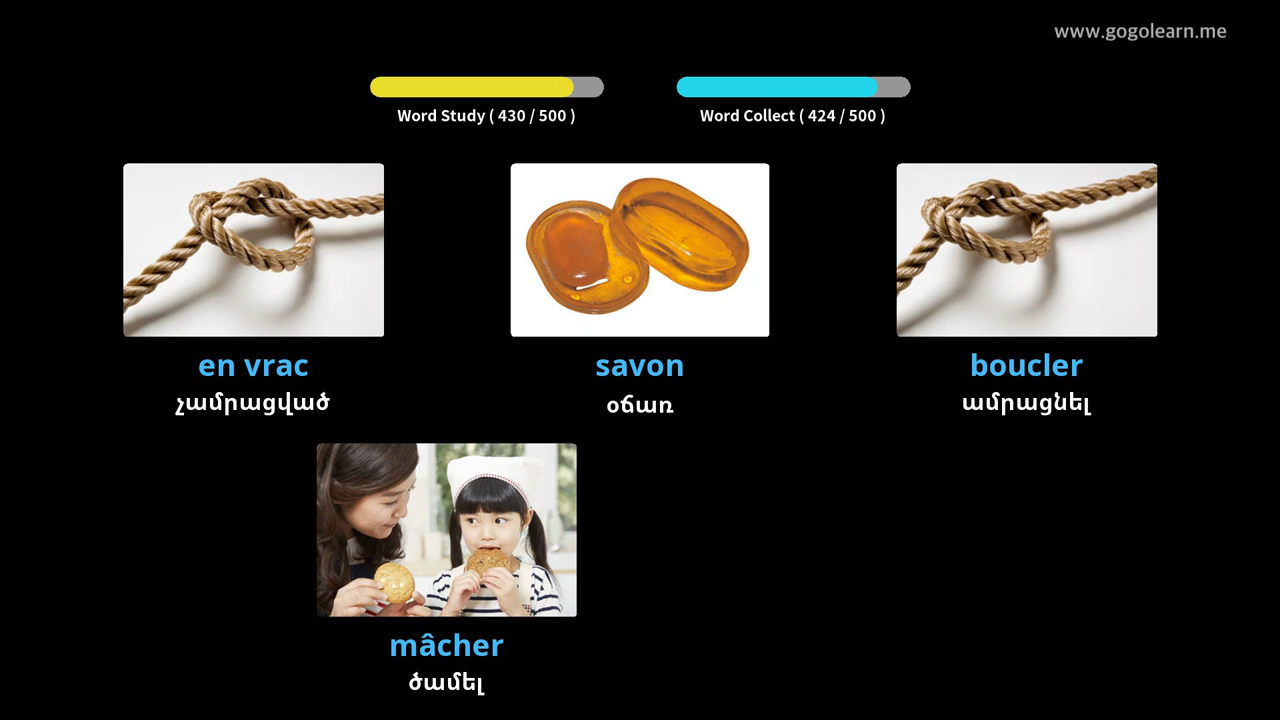 www.gogolearn.me
Word Study ( 430 / 500 )
Word Collect ( 424 / 500 )
en vrac
չամրացված
savon
օճառ
boucler
ամրացնել
mâcher
ծամել